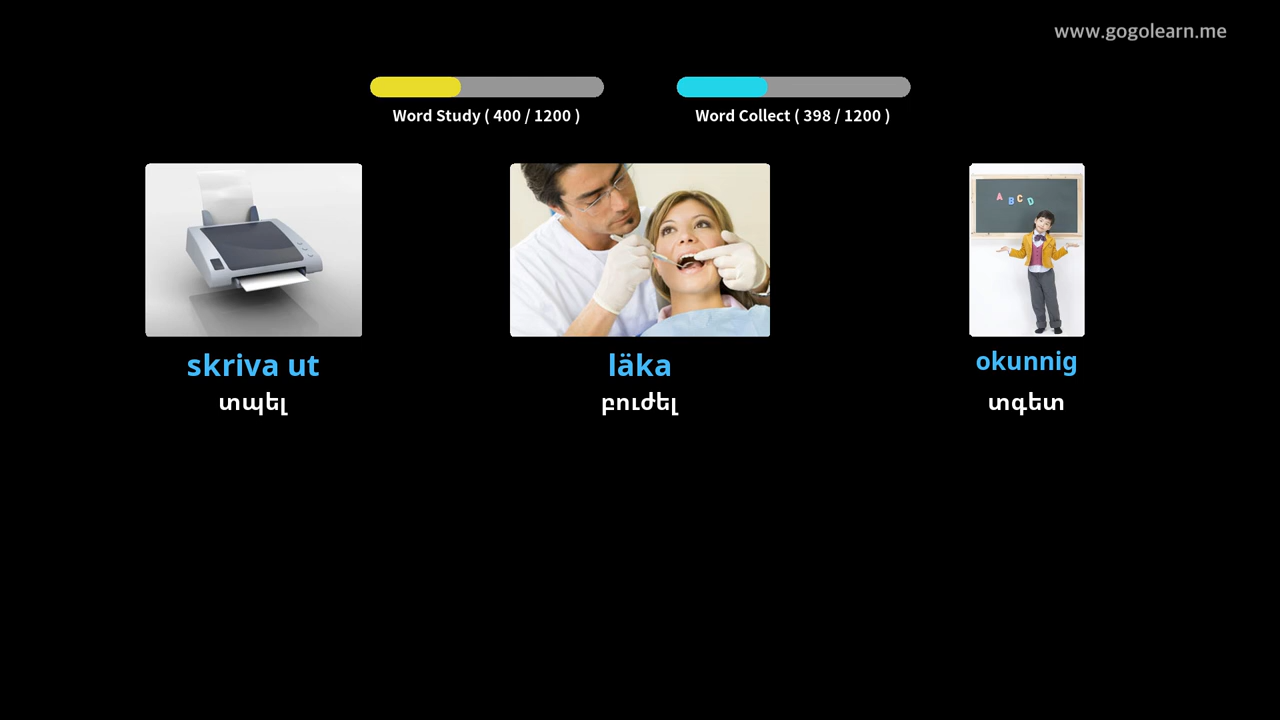 www.gogolearn.me
Word Study ( 400 / 1200 )
Word Collect ( 398 / 1200 )
A B C D
skriva ut
läka
okunnig
տպել
բուժել
տգետ